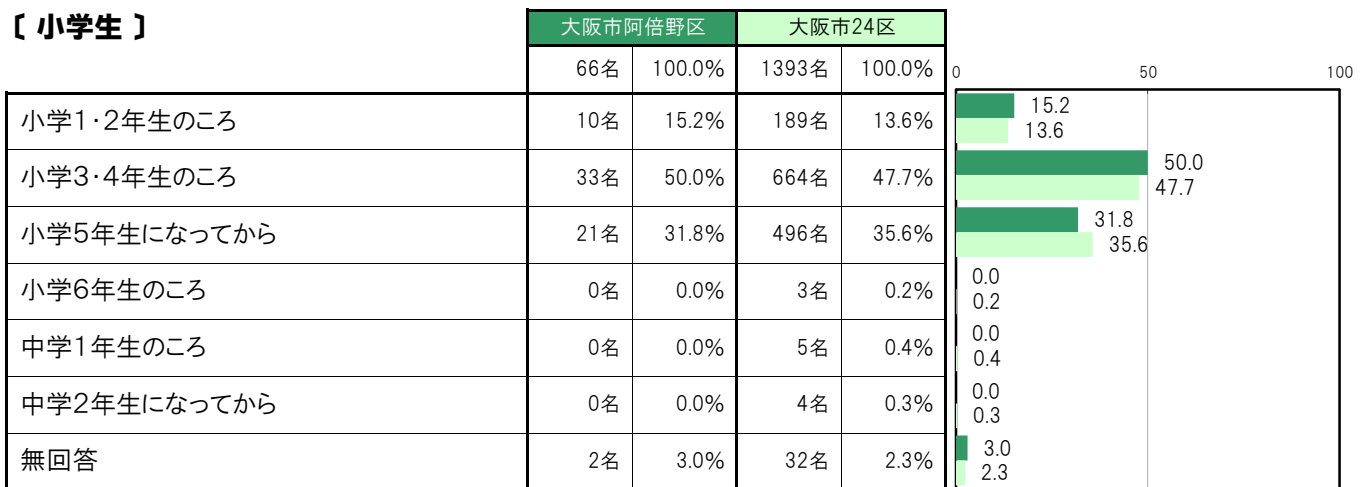 〔 小学生 〕
大阪市阿倍野区 大阪市24区
66名 100.0% 1393名 100.0% 0 50 100
小学1・2年生のころ 10名 15.2% 189名 13.6% 15.2
13.6
小学3・4年生のころ 33名 50.0% 664名 47.7% 50.0
47.7
小学5年生になってから 21名 31.8% 496名 35.6% 31.8
35.6
小学6年生のころ 0名 0.0% 3名 0.2% 0.0
0.2
中学1年生のころ 0名 0.0% 5名 0.4% 0.0
0.4
中学2年生になってから 0名 0.0% 4名 0.3% 0.0
0.3
無回答 2名 3.0% 32名 2.3% 3.0
2.3